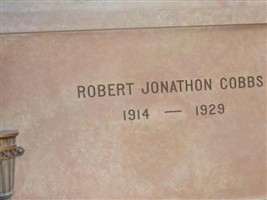 ROBERT JONATHON COBBS
1914 — 1929